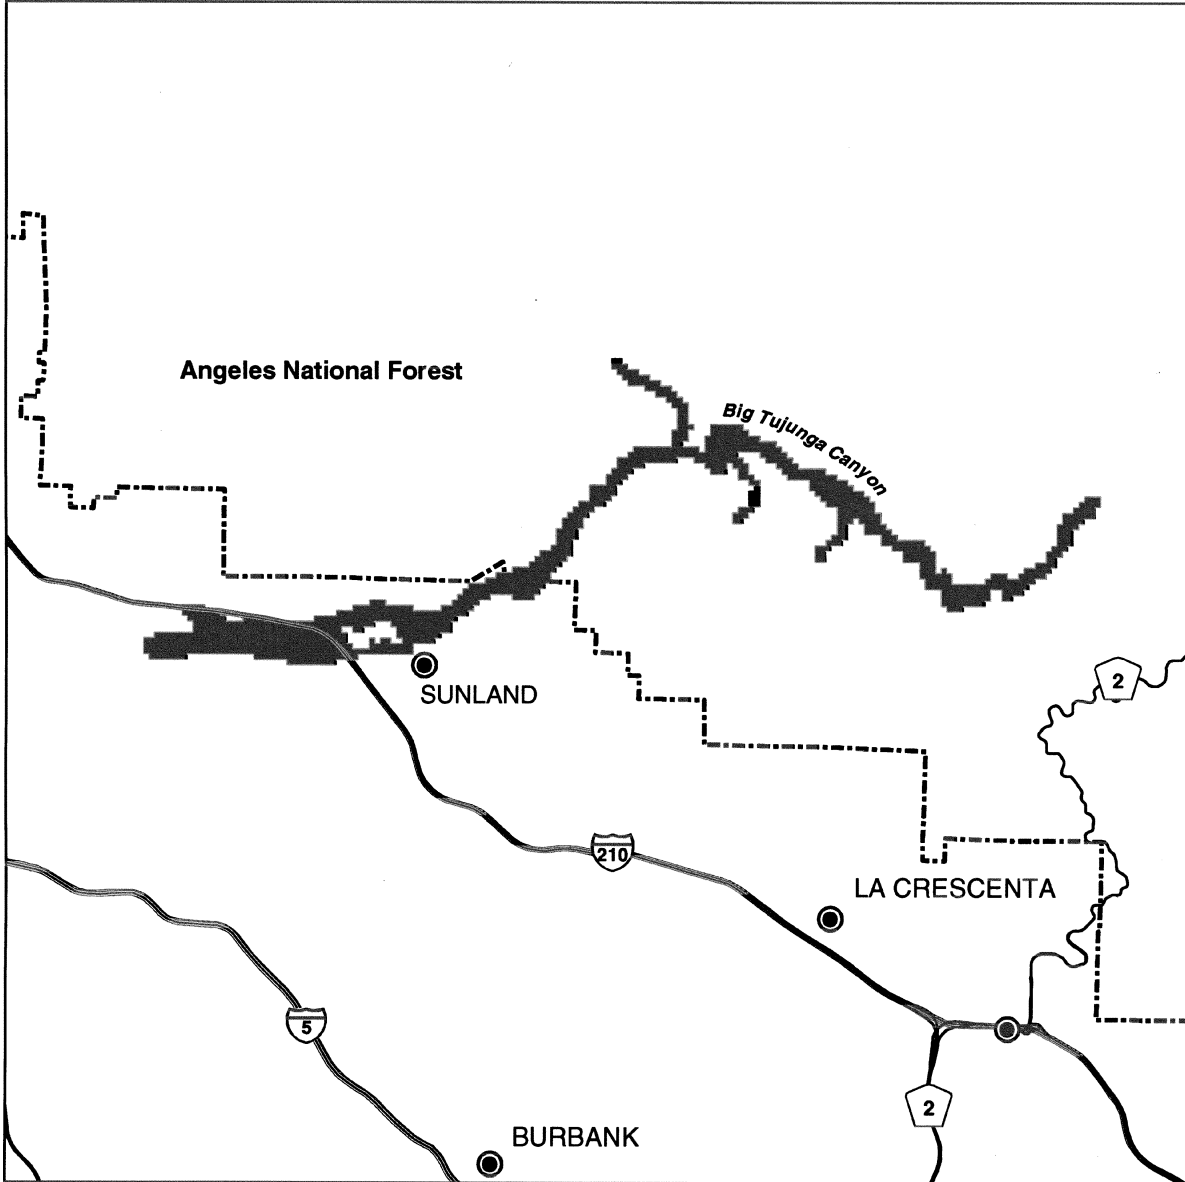 Angeles National Forest
Big Tujunga Canyon
SUNLAND
2
210
LA CRESCENTA
5
2
BURBANK